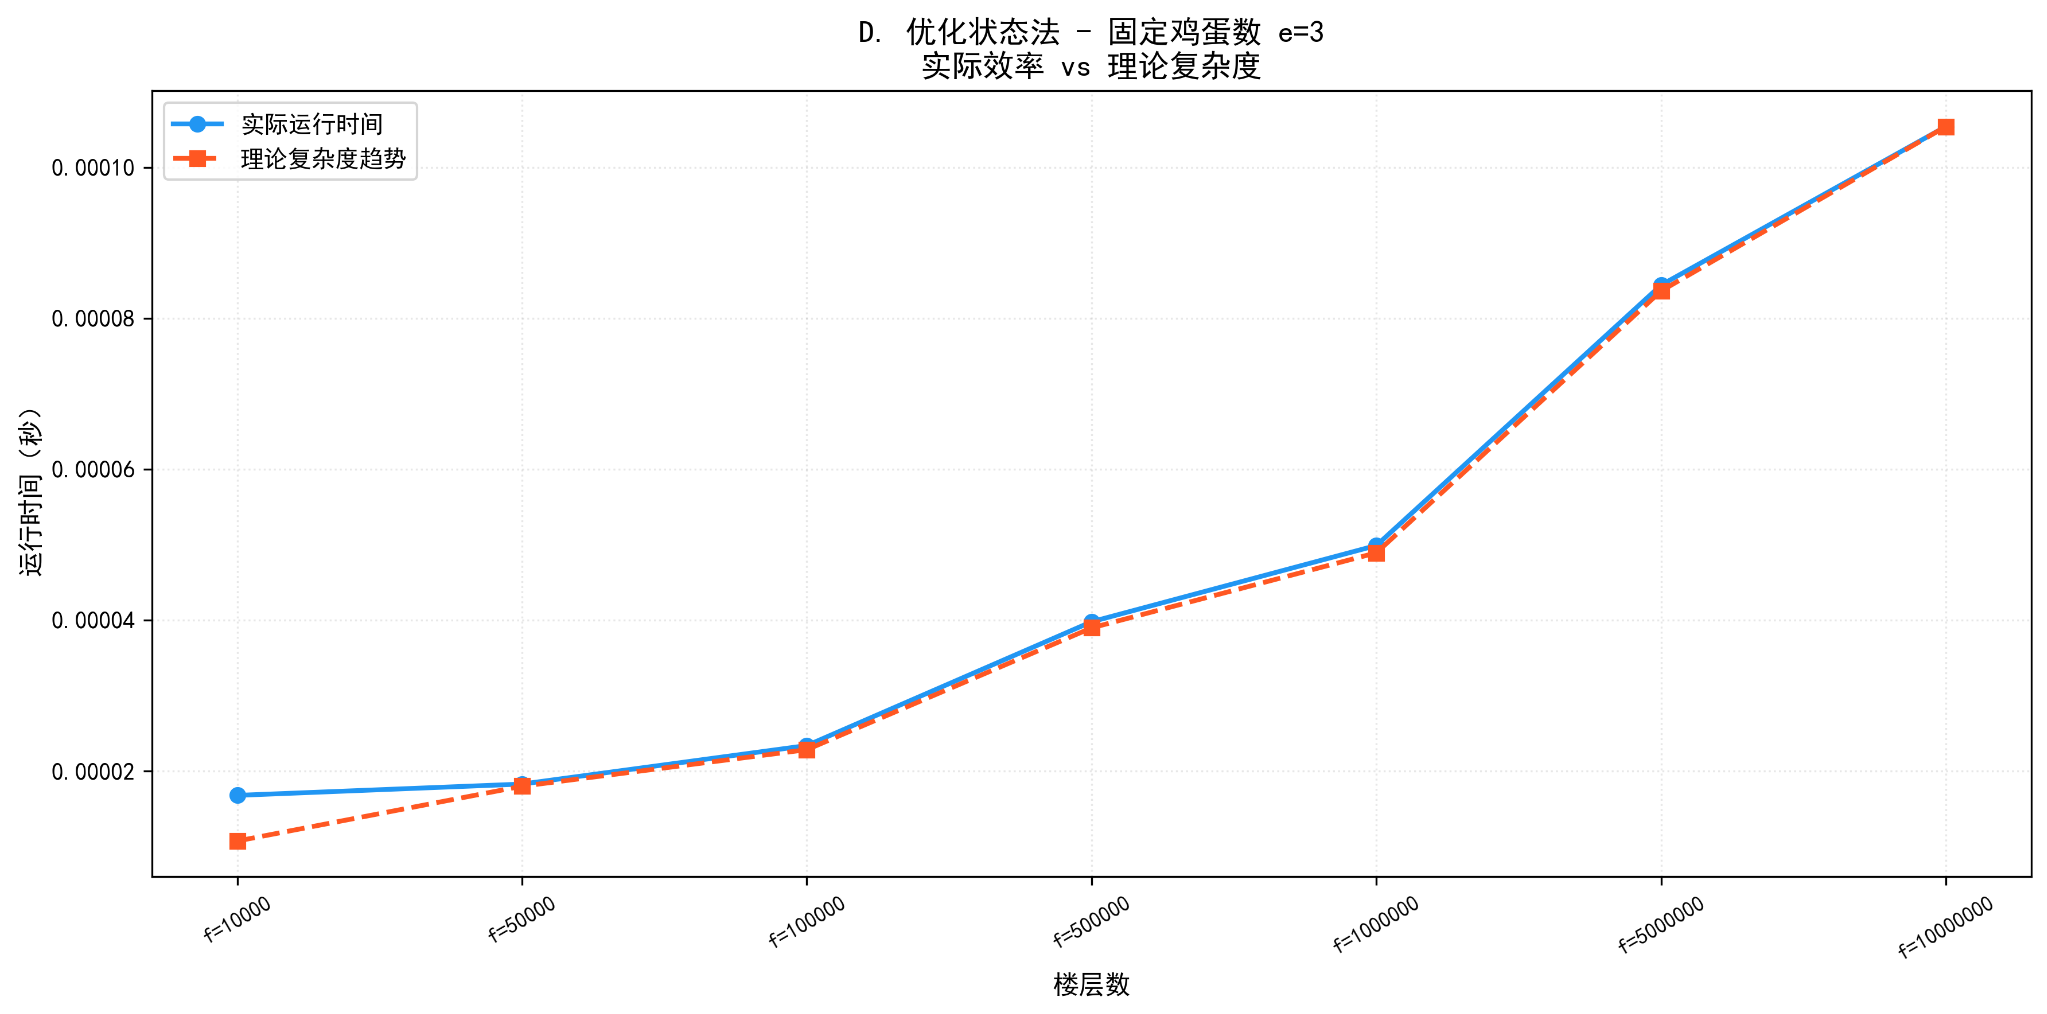 D. 优化状态法 - 固定鸡蛋数 e=3
实际效率 vs 理论复杂度
实际运行时间
理论复杂度趋势
运行时间（秒）
0.00010
0.00008
0.00006
0.00004
0.00002
f=10000
f=50000
f=100000
f=500000
f=1000000
f=5000000
f=10000000
楼层数